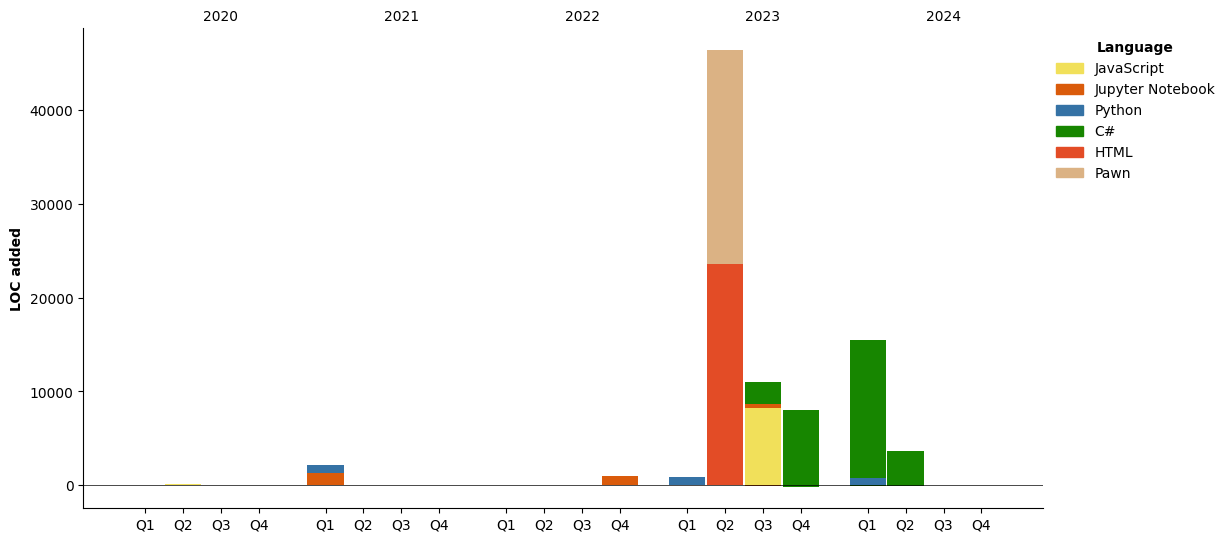 2020 2021 2022 2023 2024
Language
JavaScript
Jupyter Notebook
Python
C#
HTML
Pawn
LOC added
40000
30000
20000
10000
0
Q1 Q2 Q3 Q4 Q1 Q2 Q3 Q4 Q1 Q2 Q3 Q4 Q1 Q2 Q3 Q4 Q1 Q2 Q3 Q4